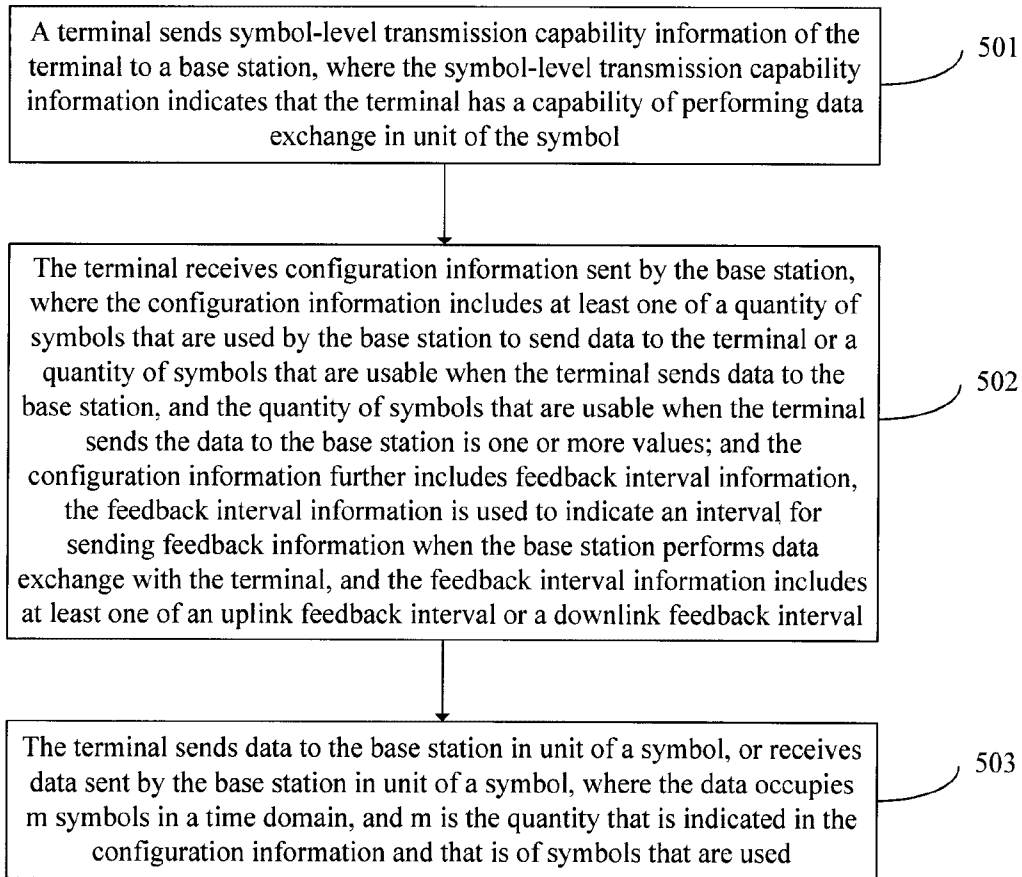 A terminal sends symbol-level transmission capability information of the
terminal to a base station, where the symbol-level transmission capability
information indicates that the terminal has a capability of performing data
exchange in unit of the symbol
501
The terminal receives configuration information sent by the base station,
where the configuration information includes at least one of a quantity of
symbols that are used by the base station to send data to the terminal or a
quantity of symbols that are usable when the terminal sends data to the
base station, and the quantity of symbols that are usable when the terminal
sends the data to the base station is one or more values; and the
configuration information further includes feedback interval information,
the feedback interval information is used to indicate an interval for
sending feedback information when the base station performs data
exchange with the terminal, and the feedback interval information includes
at least one of an uplink feedback interval or a downlink feedback interval
502
The terminal sends data to the base station in unit of a symbol, or receives
data sent by the base station in unit of a symbol, where the data occupies
m symbols in a time domain, and m is the quantity that is indicated in the
configuration information and that is of symbols that are used
503